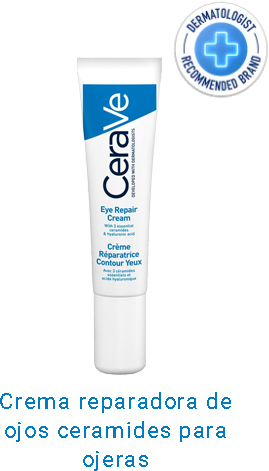 DERMATOLOGIST
RECOMMENDED BRAND
CeraVe
DEVELOPED WITH DERMATOLOGISTS
Eye Repair
Cream
With 3 essential
ceramides
& hyaluronic acid
Crème
Réparatrice
Contour Yeux
Avec 3 céramides
essentiels et
acide hyaluronique
Crema reparadora de
ojos ceramides para
ojeras